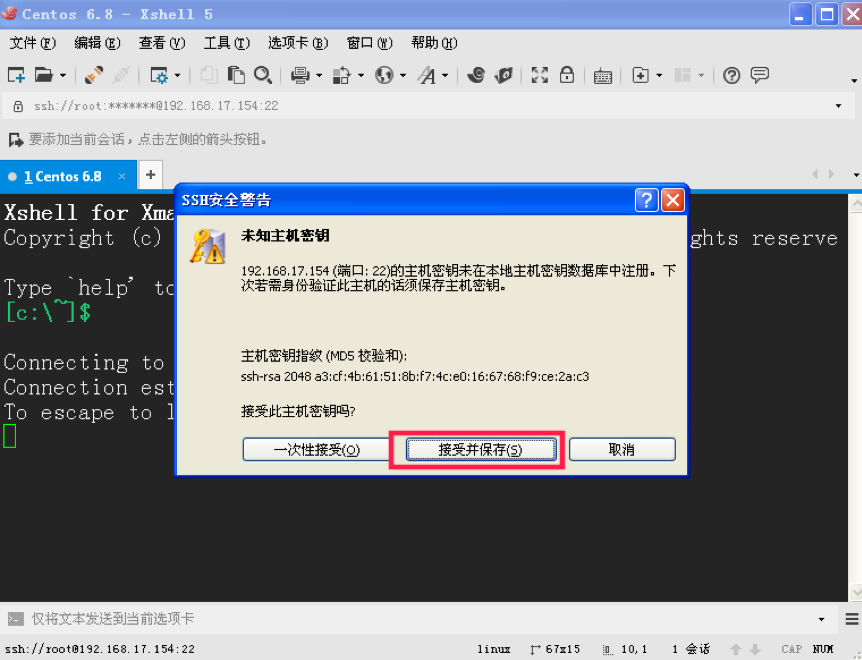 Centos 6.8 - Xshell 5
文件(F) 编辑(E) 查看(V) 工具(T) 选项卡(B) 窗口(W) 帮助(H)
ssh://root:*******@192.168.17.154:22
要添加当前会话，点击左侧的箭头按钮。
1 Centos 6.8 × +
Xshell for Xma
Copyright (c)
ghts reserve
Type `help' to
[c:\~]$
Connecting to
Connection est
To escape to l
SSH安全警告
未知主机密钥
192.168.17.154 (端口: 22)的主机密钥未在本地主机密钥数据库中注册。下
次若需身份验证此主机的话须保存主机密钥。
主机密钥指纹 (MD5 校验和):
ssh-rsa 2048 a3:cf:4b:61:51:8b:f7:4c:e0:16:67:68:f9:ce:2a:c3
接受此主机密钥吗?
一次性接受(O) 接受并保存(S) 取消
仅将文本发送到当前选项卡
ssh://root@192.168.17.154:22 linux 67x15 10,1 1 会话 CAP NUM